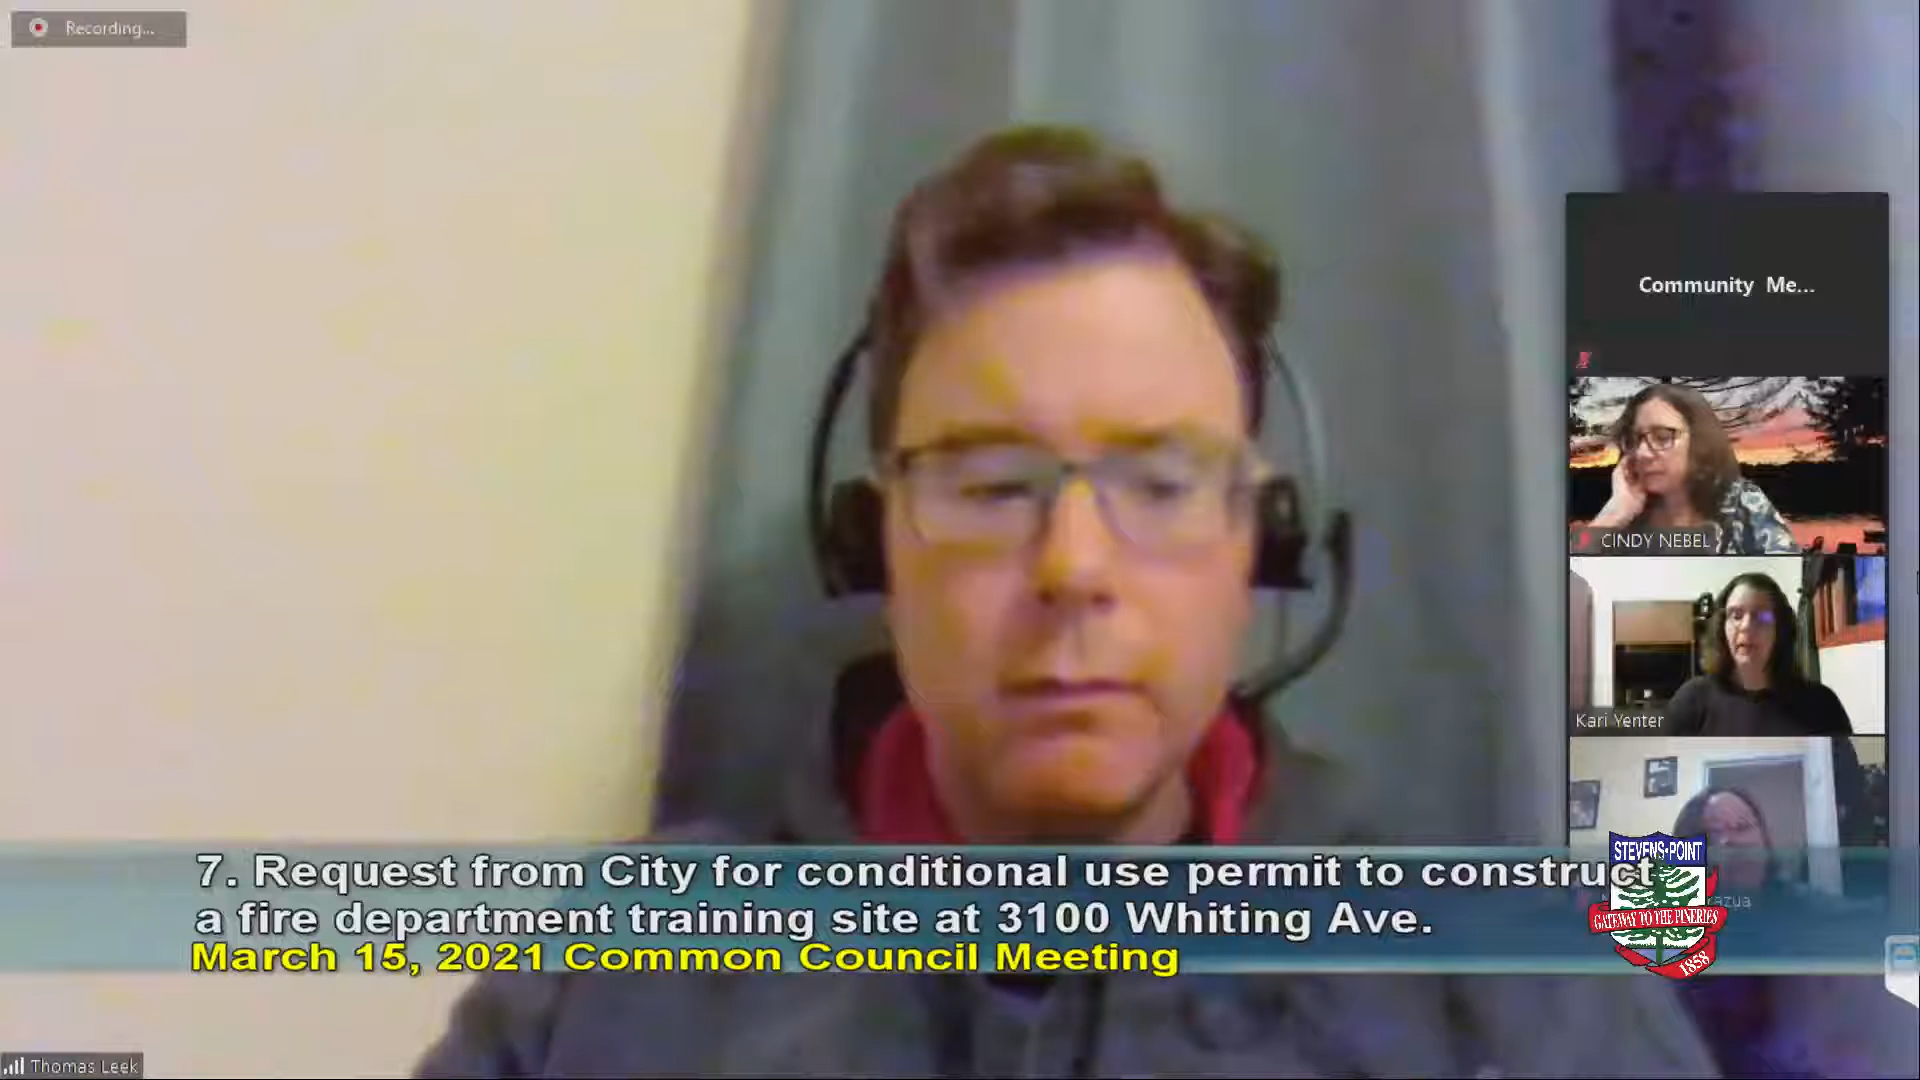 Recording...
Community Me...
CINDY NEBEL
Kari Yenter
7. Request from City for conditional use permit to construct
a fire department training site at 3100 Whiting Ave.
March 15, 2021 Common Council Meeting
STEVENS·POINT
GATEWAY TO THE PINERIES
1858
Thomas Leek